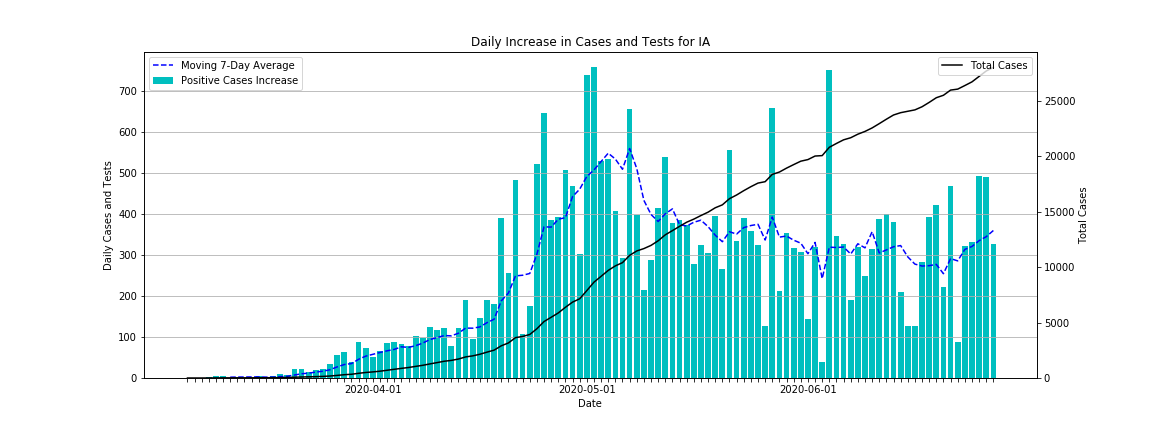 Daily Increase in Cases and Tests for IA
Moving 7-Day Average
Positive Cases Increase
Total Cases
700
600
500
400
300
200
100
0
Daily Cases and Tests
25000
20000
15000
10000
5000
0
Total Cases
2020-04-01
2020-05-01
2020-06-01
Date